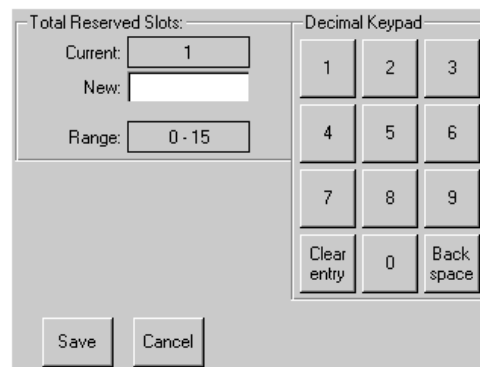 Total Reserved Slots:
Current: 1
New:
Range: 0 - 15
Decimal Keypad
1 2 3
4 5 6
7 8 9
Clear entry 0 Back space
Save Cancel